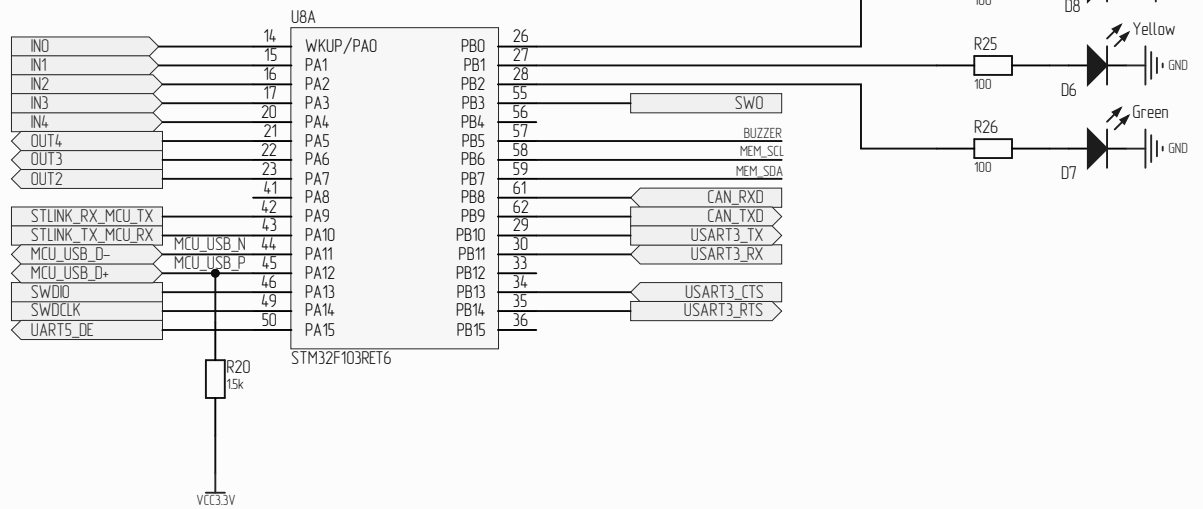 U8A
100
D8
IN0 14 WKUP/PA0 PB0 26
IN1 15 PA1 PB1 27
IN2 16 PA2 PB2 28
IN3 17 PA3 PB3 55 SWO
IN4 20 PA4 PB4 56
OUT4 21 PA5 PB5 57 BUZZER
OUT3 22 PA6 PB6 58 MEM_SCL
OUT2 23 PA7 PB7 59 MEM_SDA
41 PA8 PB8 61 CAN_RXD
STLINK_RX_MCU_TX 42 PA9 PB9 62 CAN_TXD
STLINK_TX_MCU_RX 43 PA10 PB10 29 USART3_TX
MCU_USB_D- MCU_USB_N 44 PA11 PB11 30 USART3_RX
MCU_USB_D+ MCU_USB_P 45 PA12 PB12 33
SWDIO 46 PA13 PB13 34 USART3_CTS
SWDCLK 49 PA14 PB14 35 USART3_RTS
UART5_DE 50 PA15 PB15 36
STM32F103RET6
R20
1.5k
VCC3.3V
Yellow
R25
100
D6
GND
Green
R26
100
D7
GND